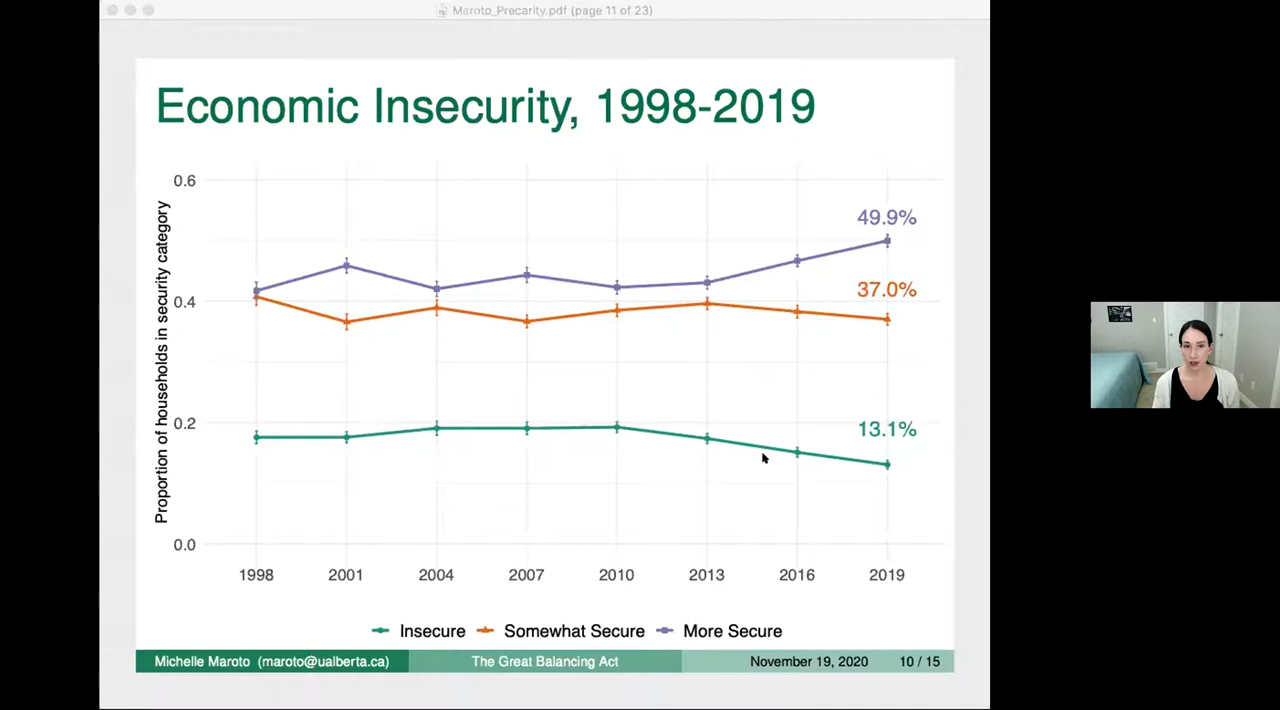 Maroto_Precarity.pdf (page 11 of 23)
Economic Insecurity, 1998-2019
Proportion of households in security category
0.6
0.4
0.2
0.0
49.9%
37.0%
13.1%
1998 2001 2004 2007 2010 2013 2016 2019
Insecure Somewhat Secure More Secure
Michelle Maroto (maroto@ualberta.ca) The Great Balancing Act November 19, 2020 10 / 15